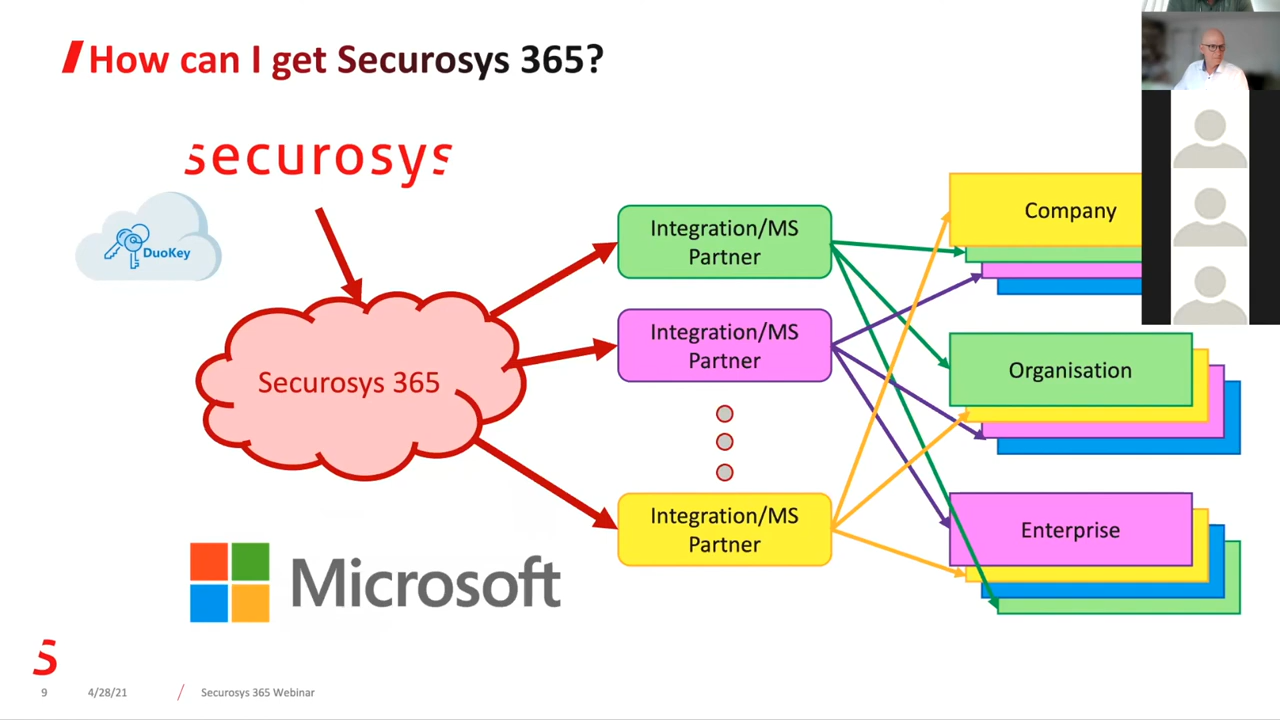 How can I get Securosys 365?
securosys
DuoKey
Securosys 365
Microsoft
Integration/MS
Partner
Integration/MS
Partner
Integration/MS
Partner
Company
Organisation
Enterprise
5
9
4/28/21
/
Securosys 365 Webinar